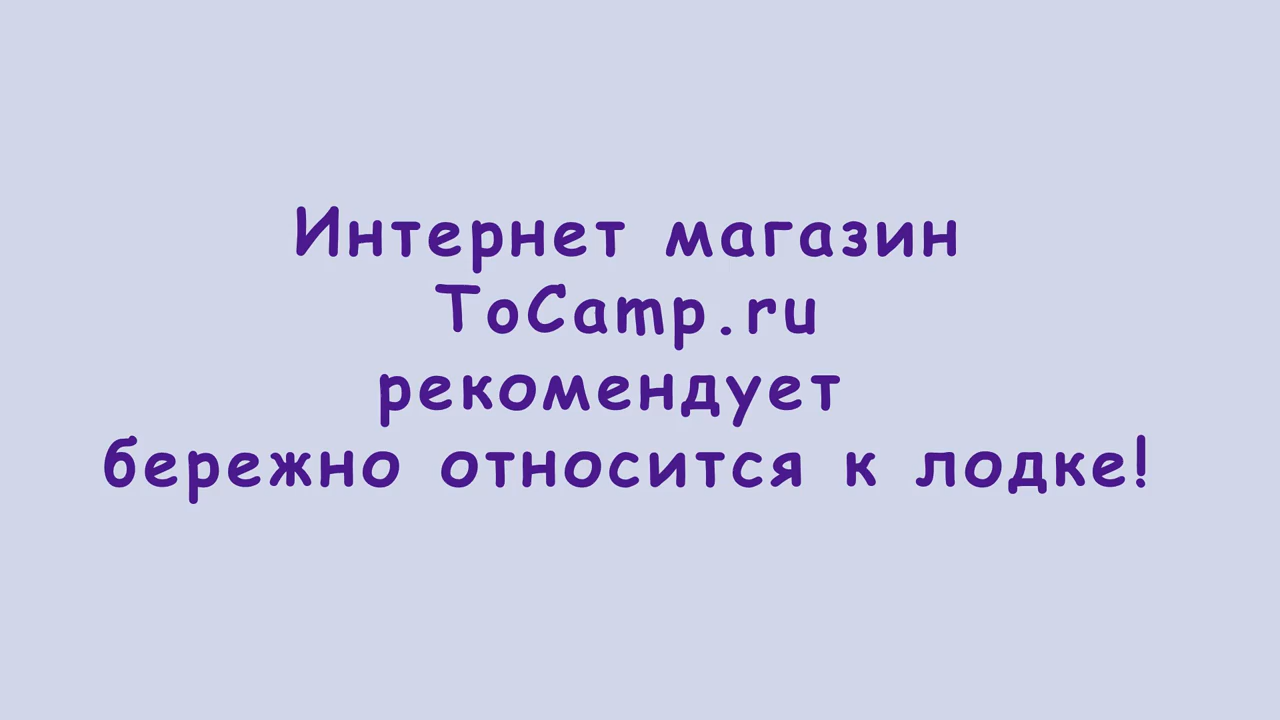 Интернет магазин
ToCamp.ru
рекомендует
бережно относится к лодке!